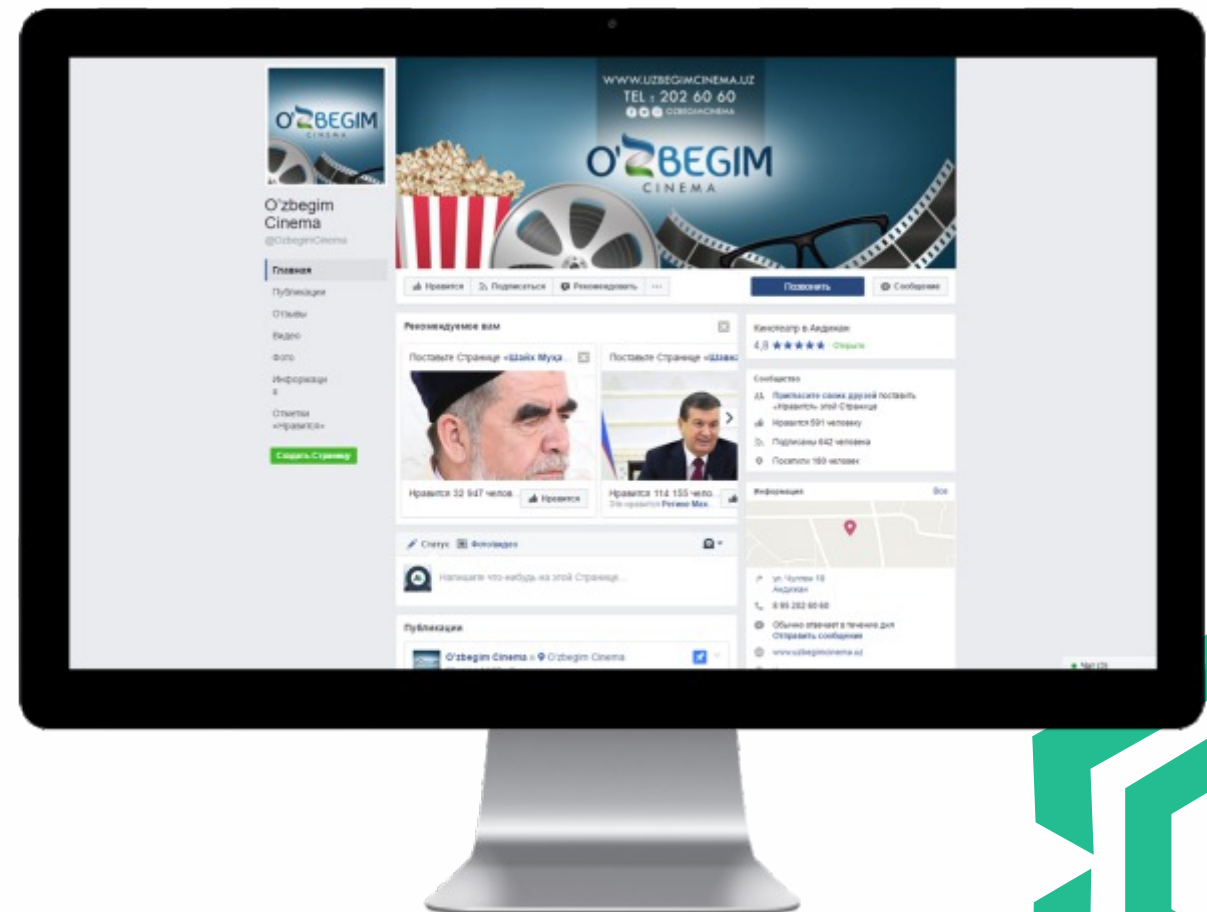 O'ZBEGIM
CINEMA
O'zbegim
Cinema
@OzbegimCinema
Главная
Публикации
Отзывы
Видео
Фото
Информаци
я
Отметки
«Нравится»
Создать Страницу
WWW.UZBEGIMCINEMA.UZ
TEL : 202 60 60
OZBEGIMCINEMA
O'ZBEGIM
CINEMA
Нравится Подписаться Рекомендовать ...
Позвонить Сообщение
Рекомендуемое вам
Поставьте Странице «Шайх Муҳа...
Нравится 32 947 челов... Нравится
Поставьте Странице «Шавка
Нравится 114 155 чело...
Это нравится
Статус Фото/видео
Напишите что-нибудь на этой Странице...
Публикации
O'zbegim Cinema в O'zbegim Cinema
Кинотеатр в Андижан
4,8 ★★★★★ Открыто
Сообщество
Пригласите своих друзей поставить
«Нравится» этой Странице
Нравится 591 человеку
Подписаны 642 человека
Посетили 160 человек
Информация Все
Андижан
8 95 202 60 60
Обычно отвечает в течение дня
Отправить сообщение
www.uzbegimcinema.uz